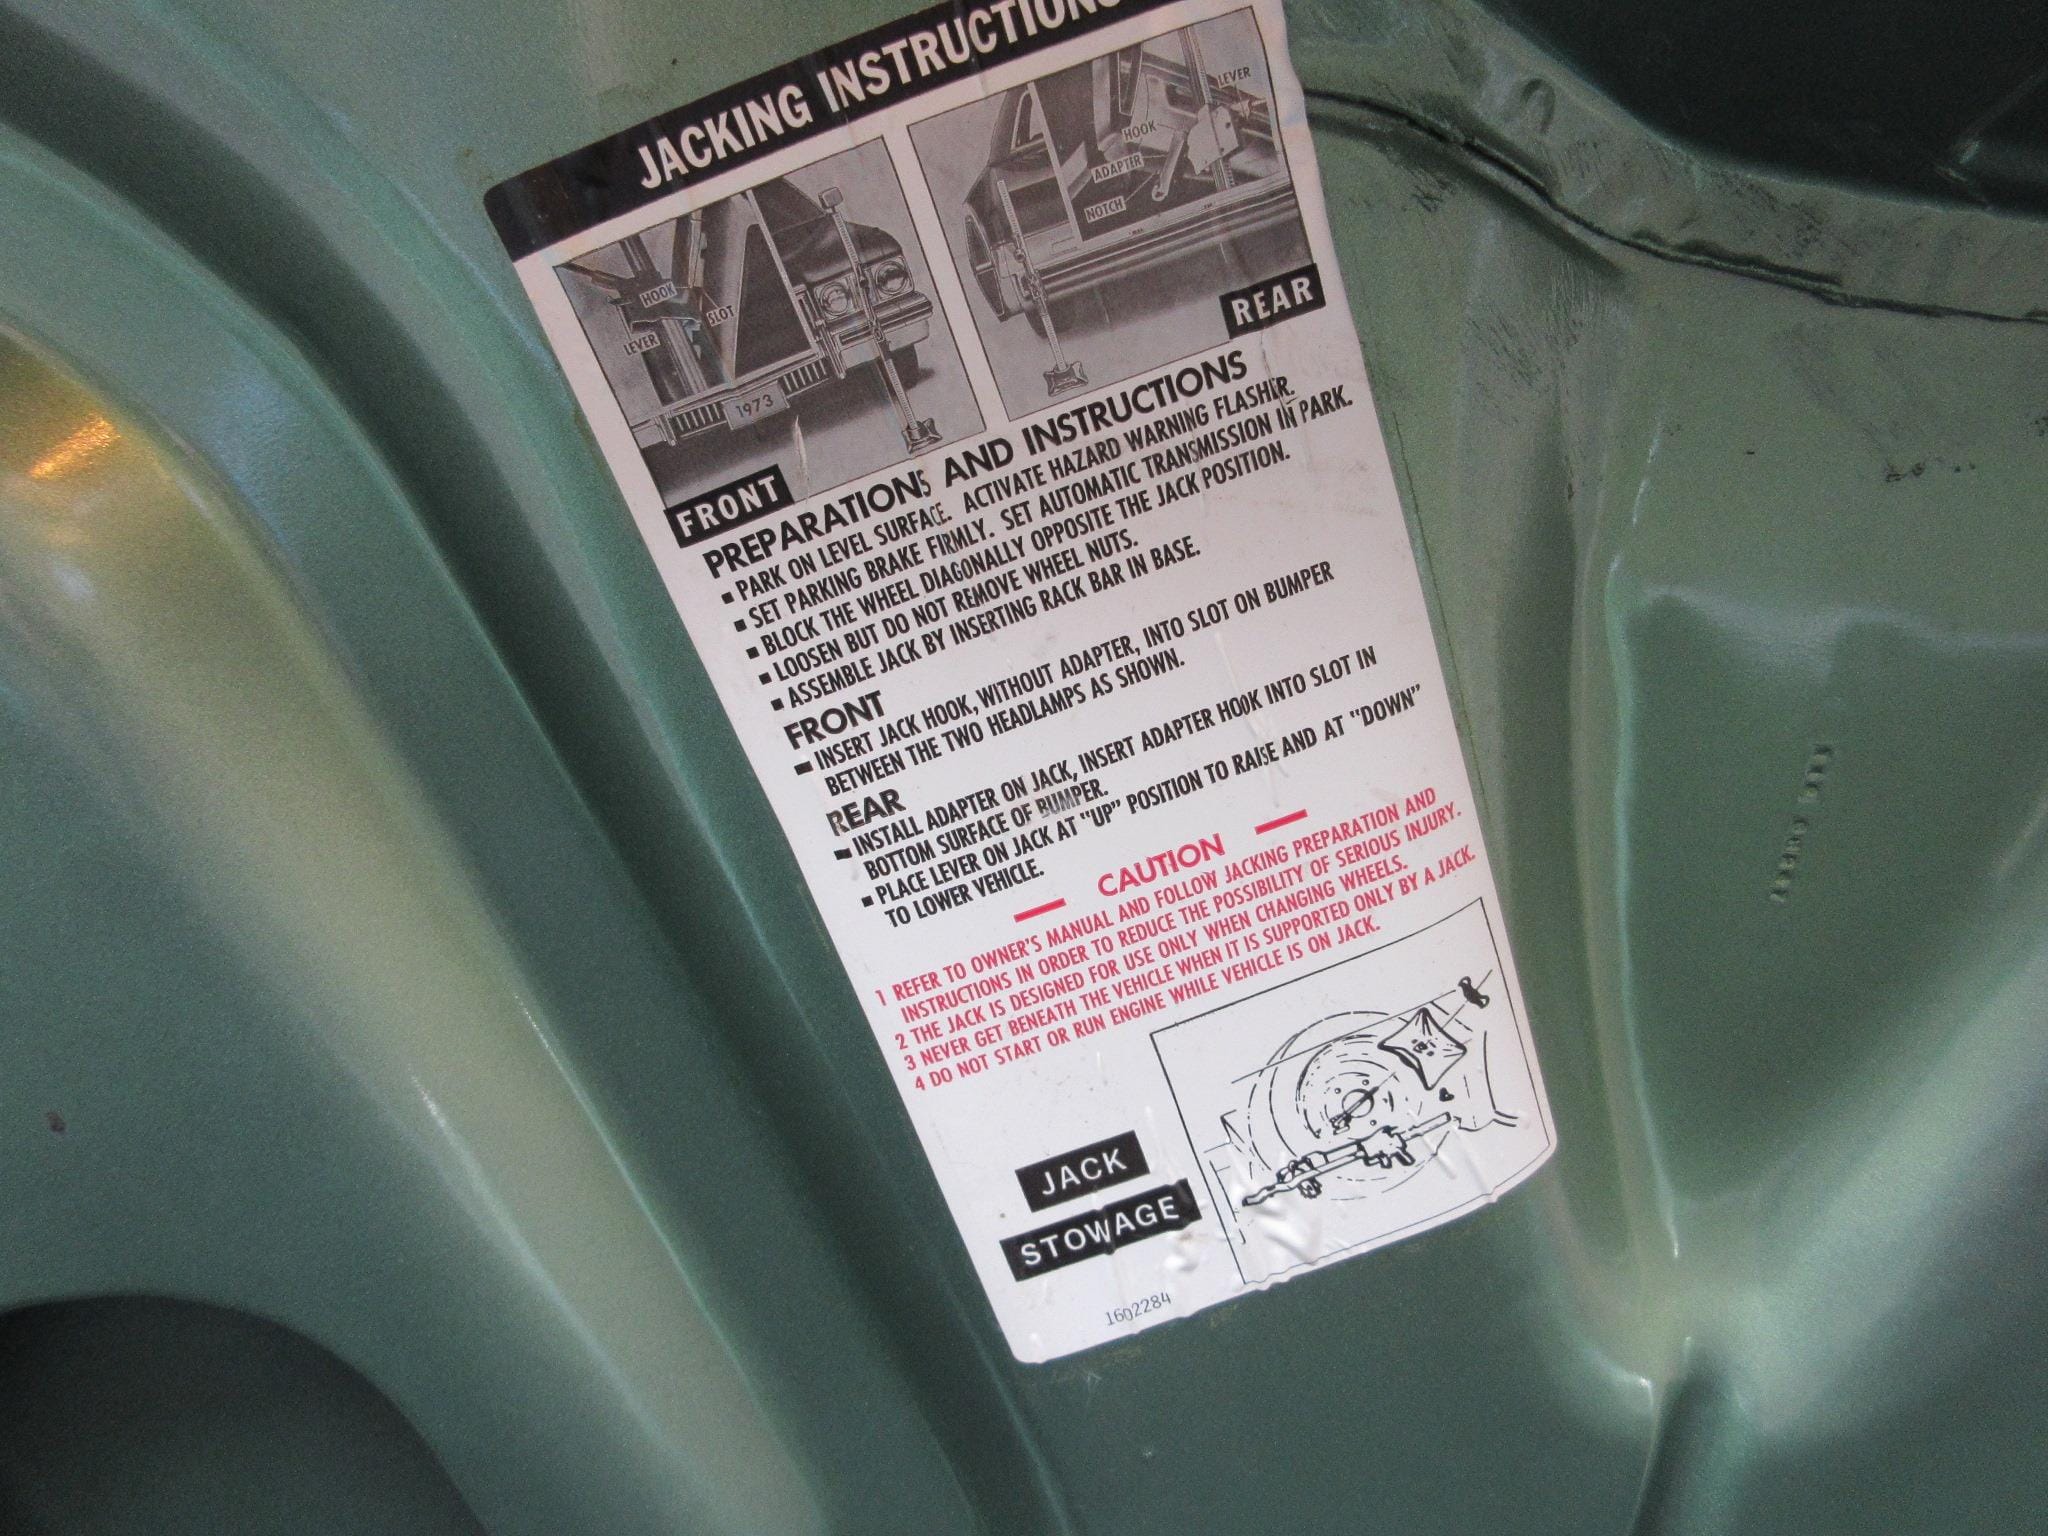 JACKING INSTRUCTIONS
LEVER
HOOK
ADAPTER
NOTCH
REAR
HOOK
SLOT
LEVER
1973
FRONT
PREPARATIONS AND INSTRUCTIONS
▪ PARK ON LEVEL SURFACE. ACTIVATE HAZARD WARNING FLASHER.
▪ SET PARKING BRAKE FIRMLY. SET AUTOMATIC TRANSMISSION IN PARK.
▪ BLOCK THE WHEEL DIAGONALLY OPPOSITE THE JACK POSITION.
▪ LOOSEN BUT DO NOT REMOVE WHEEL NUTS.
▪ ASSEMBLE JACK BY INSERTING RACK BAR IN BASE.
FRONT
▪ INSERT JACK HOOK, WITHOUT ADAPTER, INTO SLOT ON BUMPER
BETWEEN THE TWO HEADLAMPS AS SHOWN.
REAR
▪ INSTALL ADAPTER ON JACK, INSERT ADAPTER HOOK INTO SLOT IN
BOTTOM SURFACE OF BUMPER.
▪ PLACE LEVER ON JACK AT "UP" POSITION TO RAISE AND AT "DOWN"
TO LOWER VEHICLE.
CAUTION
1 REFER TO OWNER'S MANUAL AND FOLLOW JACKING PREPARATION AND
INSTRUCTIONS IN ORDER TO REDUCE THE POSSIBILITY OF SERIOUS INJURY.
2 THE JACK IS DESIGNED FOR USE ONLY WHEN CHANGING WHEELS.
3 NEVER GET BENEATH THE VEHICLE WHEN IT IS SUPPORTED ONLY BY A JACK.
4 DO NOT START OR RUN ENGINE WHILE VEHICLE IS ON JACK.
JACK
STOWAGE
1602284